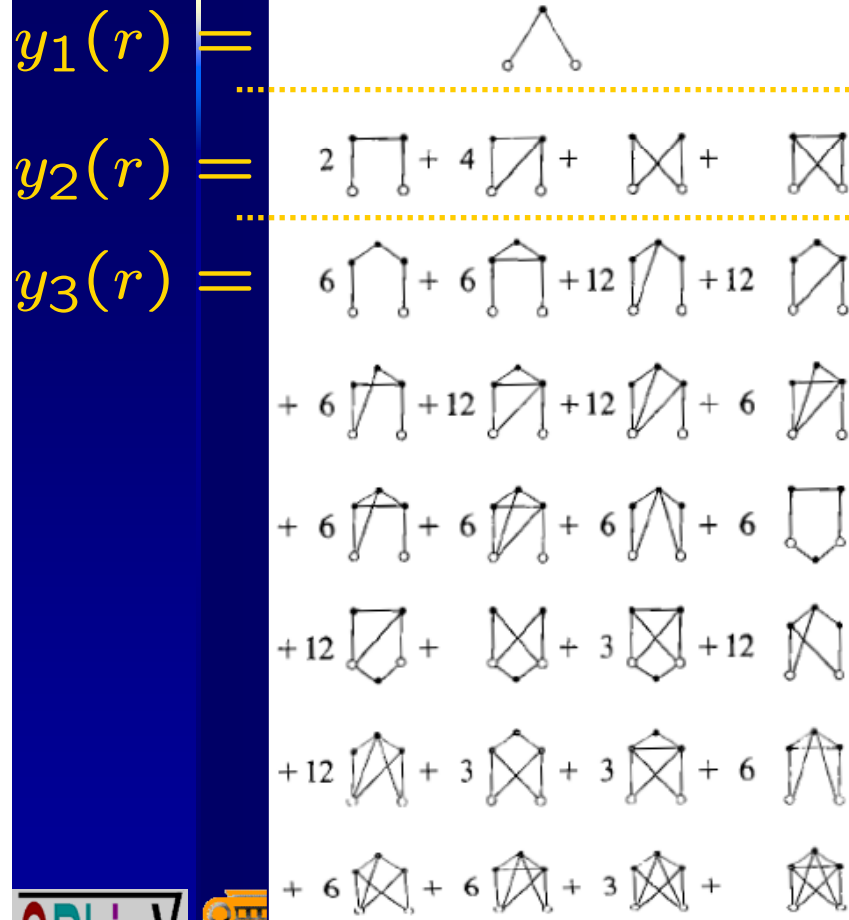 y₁(r) =
y₂(r) = 2 + 4 + +
y₃(r) = 6 + 6 +12 +12
+ 6 +12 +12 + 6
+ 6 + 6 + 6 + 6
+12 + + 3 +12
+12 + 3 + 3 + 6
+ 6 + 6 + 3 +